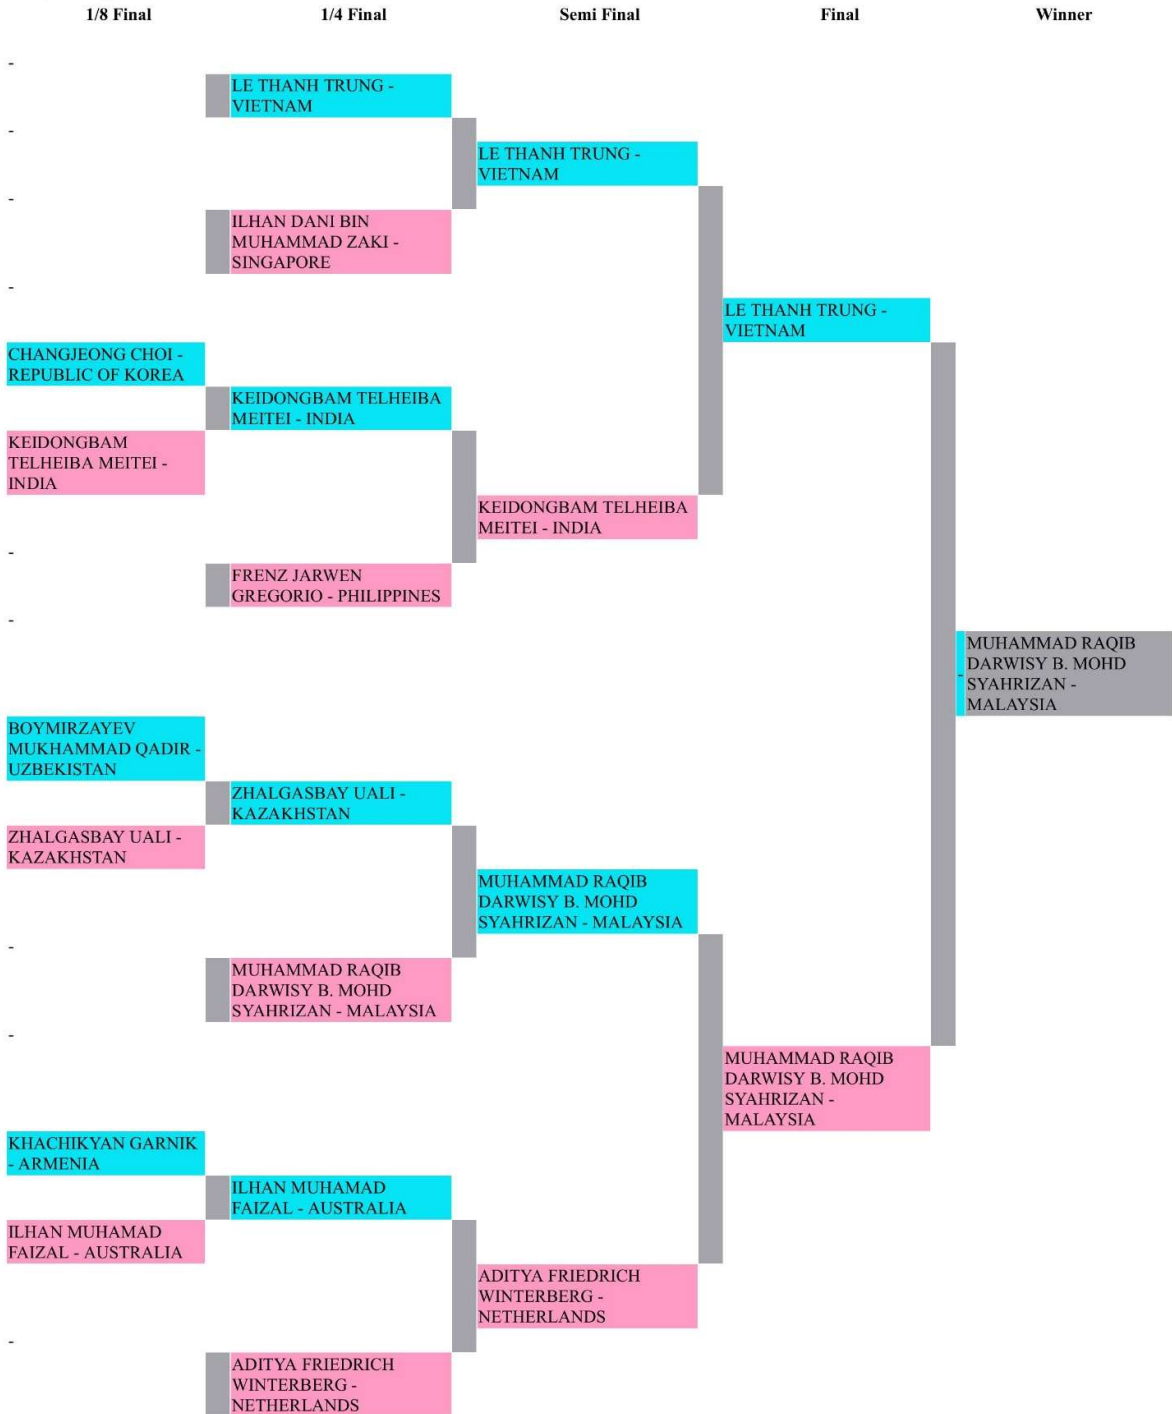 1/8 Final
1/4 Final
Semi Final
Final
Winner
-
LE THANH TRUNG -
VIETNAM
-
LE THANH TRUNG -
VIETNAM
-
ILHAN DANI BIN
MUHAMMAD ZAKI -
SINGAPORE
-
LE THANH TRUNG -
VIETNAM
CHANGJEONG CHOI -
REPUBLIC OF KOREA
KEIDONGBAM TELHEIBA
MEITEI - INDIA
KEIDONGBAM
TELHEIBA MEITEI -
INDIA
KEIDONGBAM TELHEIBA
MEITEI - INDIA
-
FRENZ JARWEN
GREGORIO - PHILIPPINES
-
-
MUHAMMAD RAQIB
DARWISY B. MOHD
SYAHRIZAN -
MALAYSIA
BOYMIRZAYEV
MUKHAMMAD QADIR -
UZBEKISTAN
ZHALGASBAY UALI -
KAZAKHSTAN
ZHALGASBAY UALI -
KAZAKHSTAN
MUHAMMAD RAQIB
DARWISY B. MOHD
SYAHRIZAN - MALAYSIA
-
MUHAMMAD RAQIB
DARWISY B. MOHD
SYAHRIZAN - MALAYSIA
-
MUHAMMAD RAQIB
DARWISY B. MOHD
SYAHRIZAN -
MALAYSIA
KHACHIKYAN GARNIK
- ARMENIA
ILHAN MUHAMAD
FAIZAL - AUSTRALIA
ILHAN MUHAMAD
FAIZAL - AUSTRALIA
ADITYA FRIEDRICH
WINTERBERG -
NETHERLANDS
-
ADITYA FRIEDRICH
WINTERBERG -
NETHERLANDS